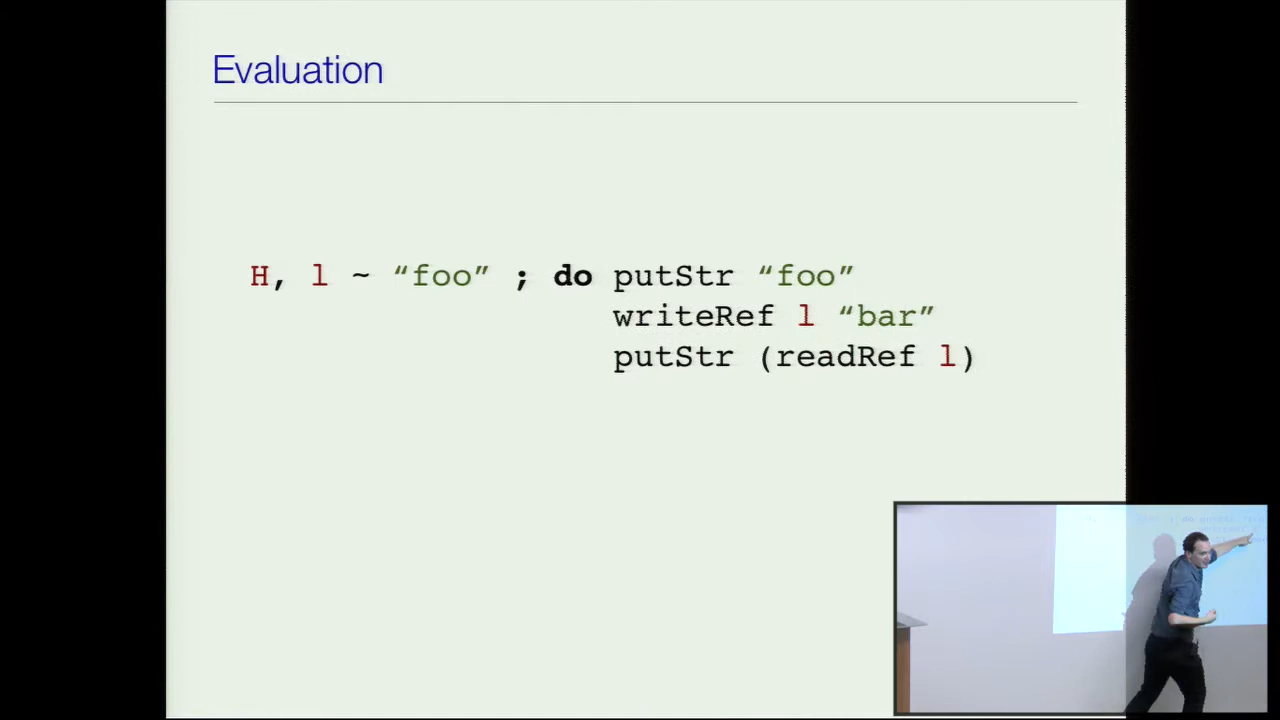 Evaluation
H, l ~ “foo” ; do putStr “foo”
writeRef l “bar”
putStr (readRef l)